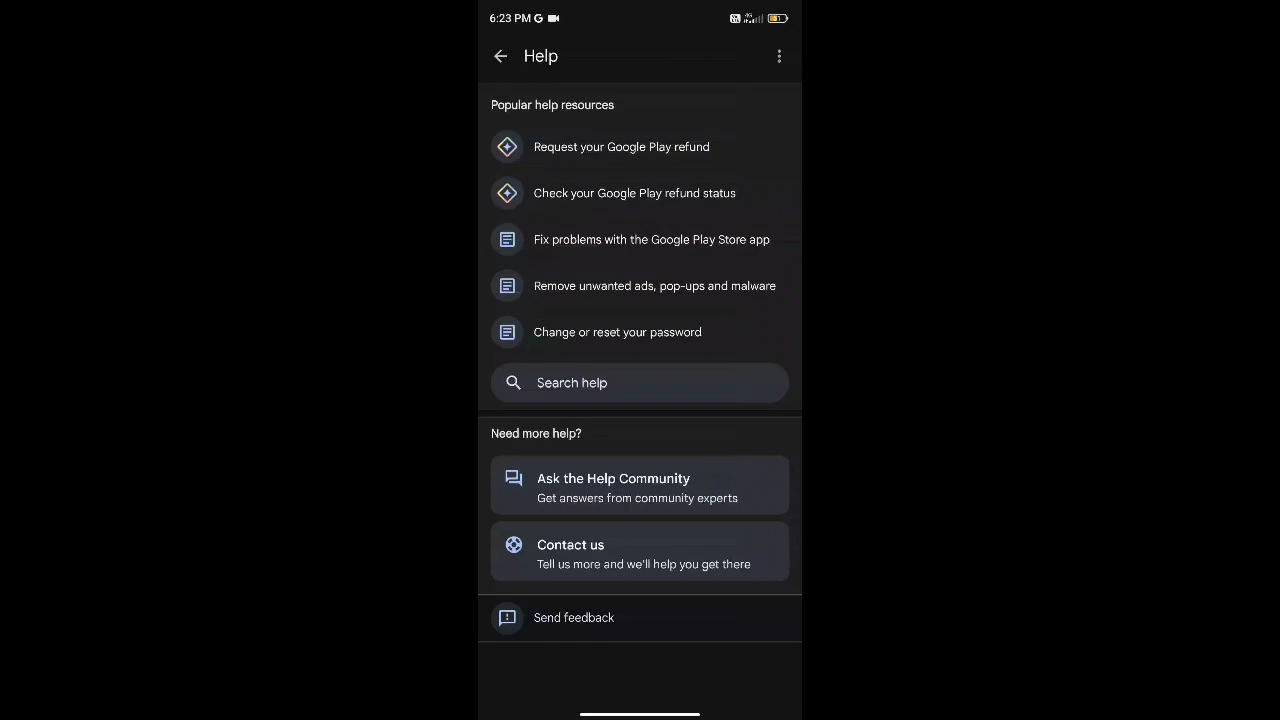 6:23 PM G
Help
Popular help resources
Request your Google Play refund
Check your Google Play refund status
Fix problems with the Google Play Store app
Remove unwanted ads, pop-ups and malware
Change or reset your password
Search help
Need more help?
Ask the Help Community
Get answers from community experts
Contact us
Tell us more and we'll help you get there
Send feedback